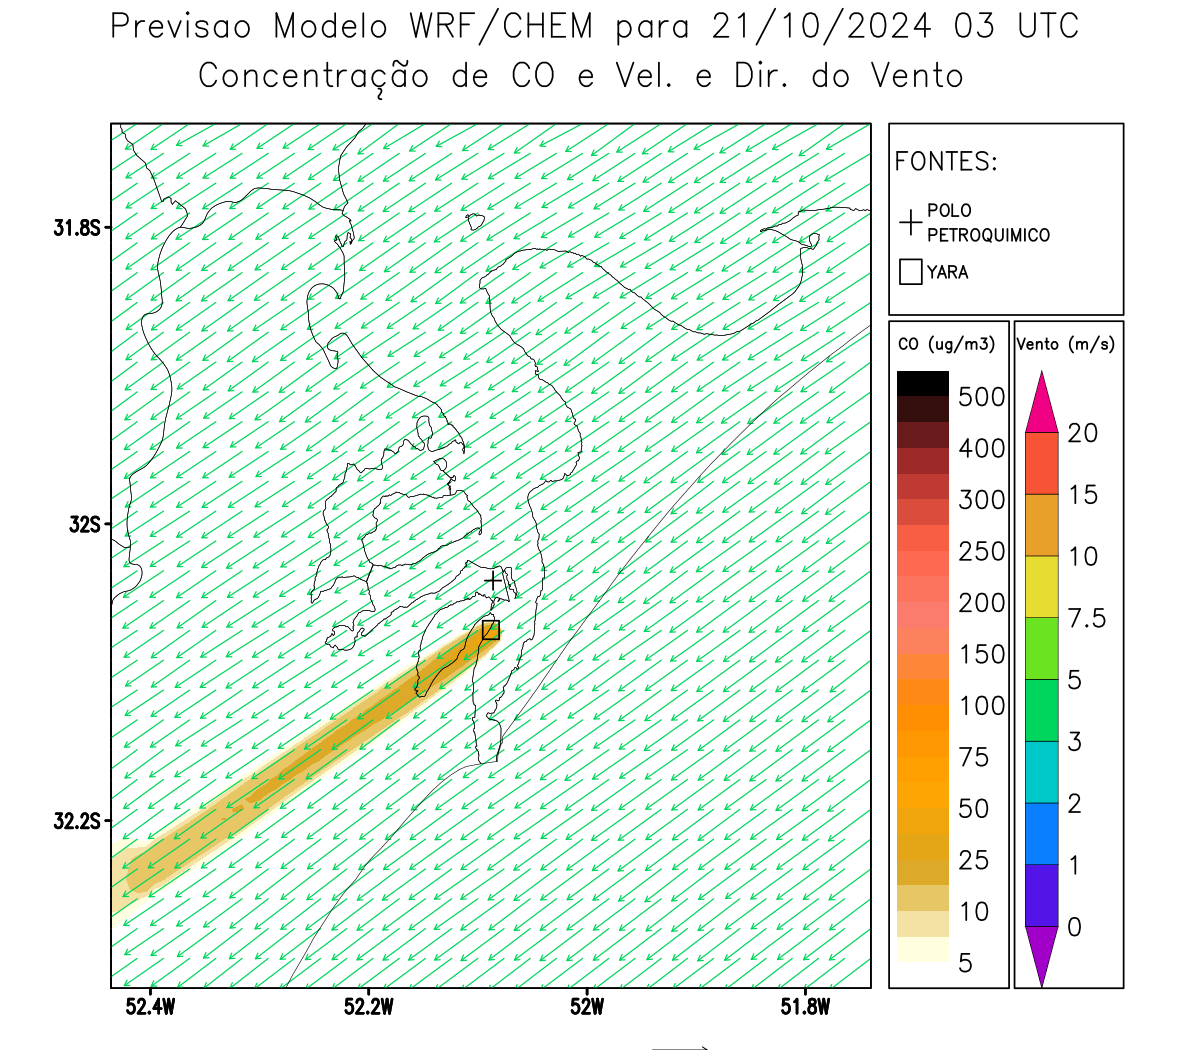 Previsao Modelo WRF/CHEM para 21/10/2024 03 UTC
Concentração de CO e Vel. e Dir. do Vento
FONTES:
POLO
PETROQUIMICO
YARA
CO (ug/m3)
500
400
300
250
200
150
100
75
50
25
10
5
Vento (m/s)
20
15
10
7.5
5
3
2
1
0
31.8S
32S
32.2S
52.4W
52.2W
52W
51.8W